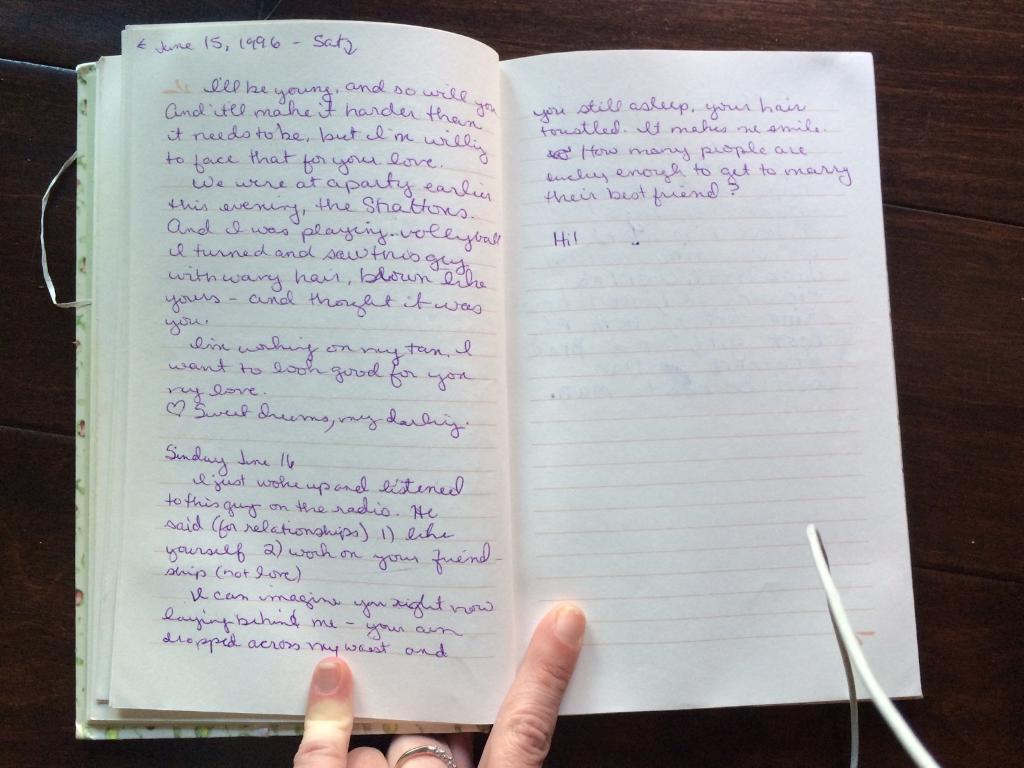 June 15, 1996 - Sat
I'll be young, and so will you
And it'll make it harder than
it needs to be, but I'm willing
to face that for your love.
We were at a party earlier
this evening, the Strattons.
And I was playing volleyball
I turned and saw this guy
with wavy hair, blown like
yours - and thought it was
you.
I'm working on my tan, I
want to look good for you
my love.
♡ Sweet dreams, my darling.
Sunday June 16
I just woke up and listened
to this guy on the radio. He
said (for relationships) 1) like
yourself 2) work on your friend-
ship (not love)
I can imagine you right now
laying behind me - your arm
dropped across my waist and
you still asleep, your hair
toustled. It makes me smile.
How many people are
lucky enough to get to marry
their best friend?
Hi!